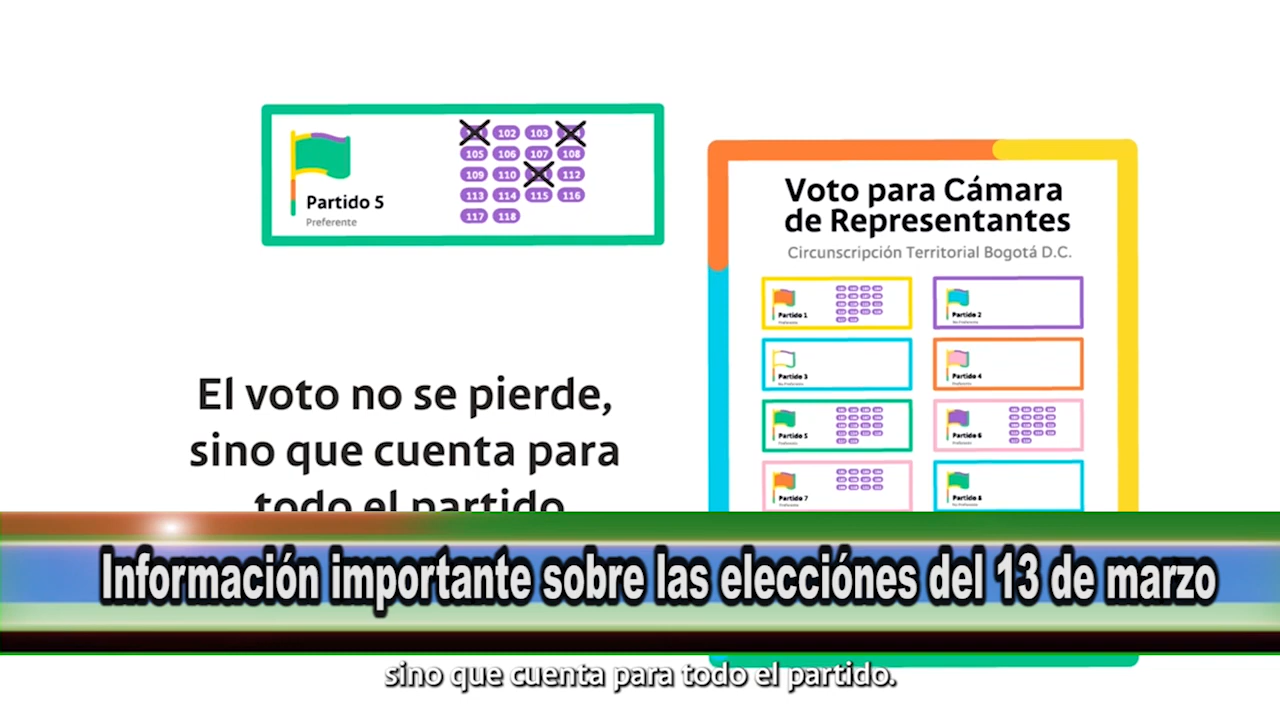 102 103
105 106 107 108
109 110 112
113 114 115 116
117 118
Partido 5
Preferente
Voto para Cámara
de Representantes
Circunscripción Territorial Bogotá D.C.
Partido 1
Partido 2
Partido 3
Partido 4
Partido 5
Partido 6
Partido 7
Partido 8
El voto no se pierde,
sino que cuenta para
todo el partido
Información importante sobre las elecciónes del 13 de marzo
sino que cuenta para todo el partido.